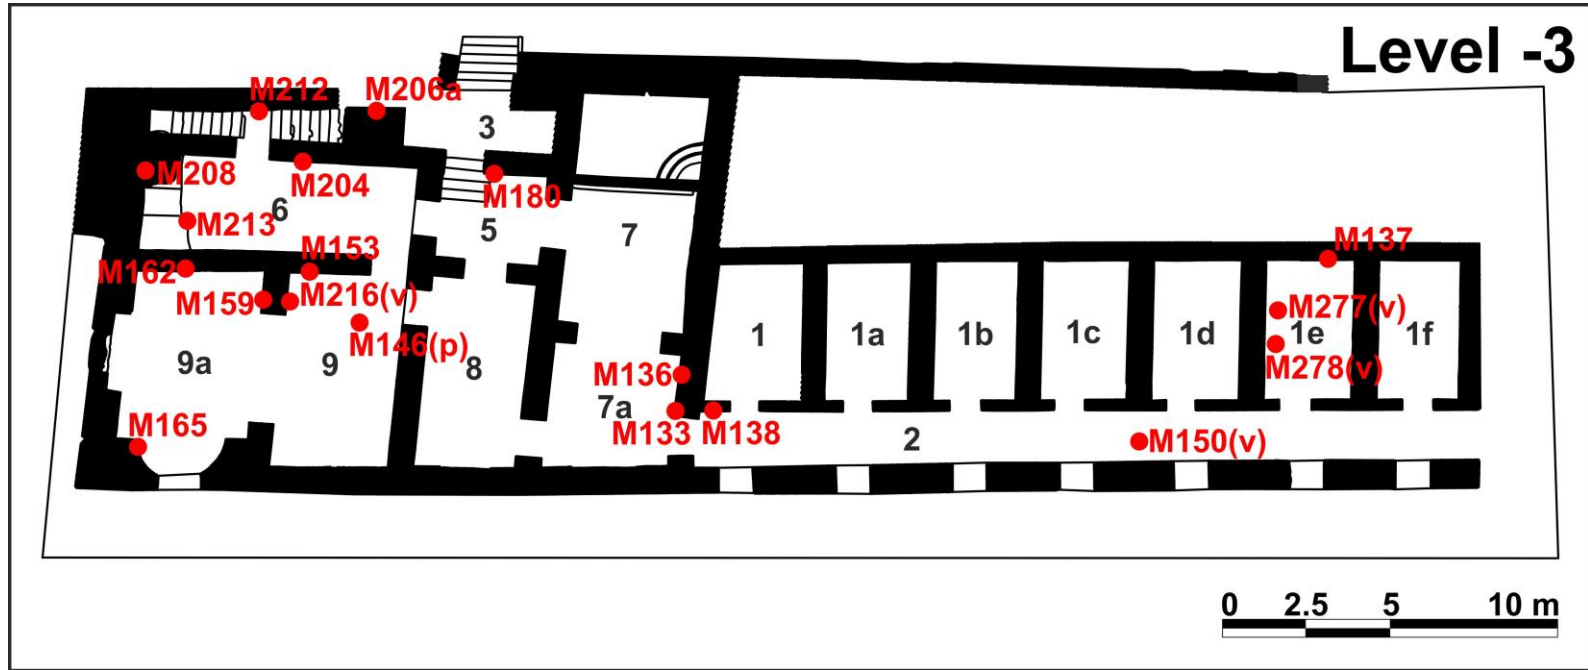 Level -3
M212
M206a
3
M208
M204
M180
6
M213
5
7
M153
M137
M162
M159
M216(v)
M277(v)
1
1a
1b
1c
1d
1e
1f
M146(p)
M278(v)
9a
9
8
M136
7a
M133
M138
M165
2
M150(v)
0 2.5 5 10 m